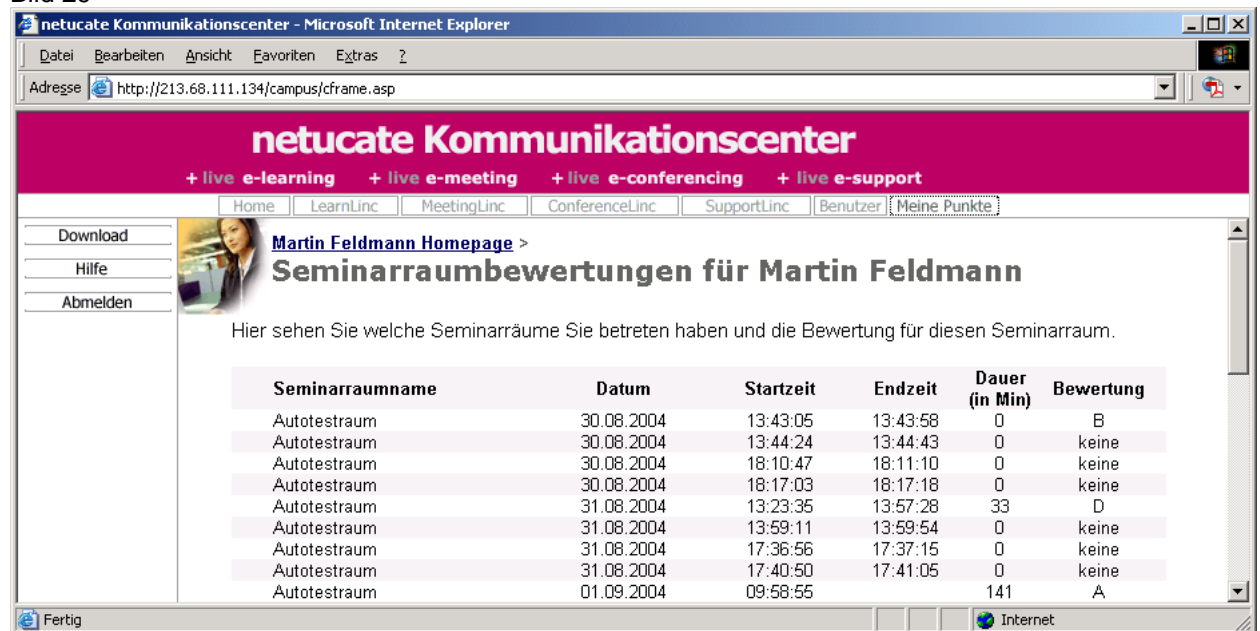 netucate Kommunikationscenter - Microsoft Internet Explorer
Datei Bearbeiten Ansicht Favoriten Extras ?
Adresse http://213.68.111.134/campus/cframe.asp
netucate Kommunikationscenter
+ live e-learning + live e-meeting + live e-conferencing + live e-support
Home LearnLinc MeetingLinc ConferenceLinc SupportLinc Benutzer Meine Punkte
Download
Hilfe
Abmelden
Martin Feldmann Homepage >
Seminarraumbewertungen für Martin Feldmann
Hier sehen Sie welche Seminarräume Sie betreten haben und die Bewertung für diesen Seminarraum.
Seminarraumname Datum Startzeit Endzeit Dauer (in Min) Bewertung
Autotestraum 30.08.2004 13:43:05 13:43:58 0 B
Autotestraum 30.08.2004 13:44:24 13:44:43 0 keine
Autotestraum 30.08.2004 18:10:47 18:11:10 0 keine
Autotestraum 30.08.2004 18:17:03 18:17:18 0 keine
Autotestraum 31.08.2004 13:23:35 13:57:28 33 D
Autotestraum 31.08.2004 13:59:11 13:59:54 0 keine
Autotestraum 31.08.2004 17:36:56 17:37:15 0 keine
Autotestraum 31.08.2004 17:40:50 17:41:05 0 keine
Autotestraum 01.09.2004 09:58:55 141 A
Fertig Internet